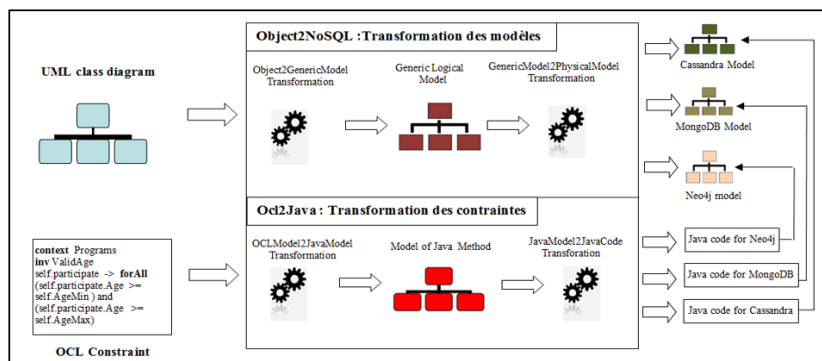 Object2NoSQL :Transformation des modèles
UML class diagram
Object2GenericModel
Transformation
Generic Logical
Model
GenericModel2PhysicalModel
Transformation
Cassandra Model
MongoDB Model
Neo4j model
Ocl2Java : Transformation des contraintes
context Programs
inv ValidAge
self.participate -> forAll
(self.participate.Age >=
self.AgeMin ) and
(self.participate.Age >=
self.AgeMax)
OCL Constraint
OCLModel2JavaModel
Transformation
Model of Java Method
JavaModel2JavaCode
Transforation
Java code for Neo4j
Java code for MongoDB
Java code for Cassandra